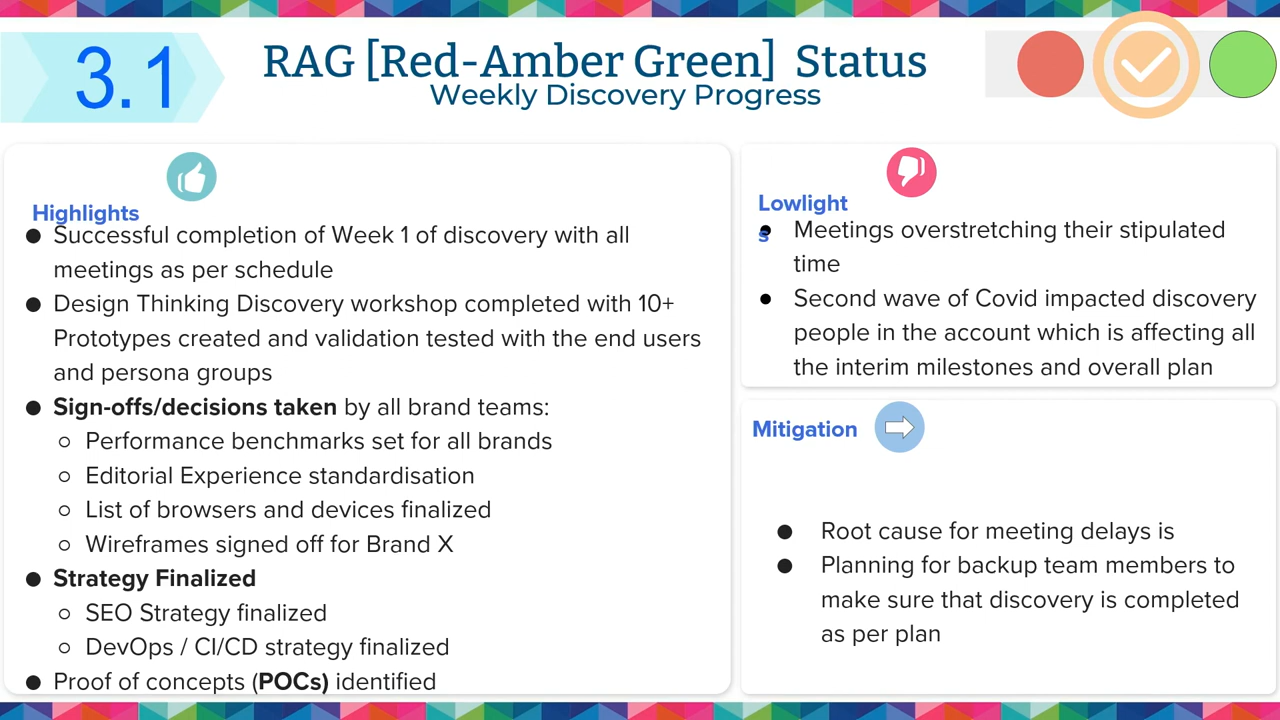 3.1
RAG [Red-Amber Green] Status
Weekly Discovery Progress
Highlights
● Successful completion of Week 1 of discovery with all
meetings as per schedule
● Design Thinking Discovery workshop completed with 10+
Prototypes created and validation tested with the end users
and persona groups
● Sign-offs/decisions taken by all brand teams:
○ Performance benchmarks set for all brands
○ Editorial Experience standardisation
○ List of browsers and devices finalized
○ Wireframes signed off for Brand X
● Strategy Finalized
○ SEO Strategy finalized
○ DevOps / CI/CD strategy finalized
● Proof of concepts (POCs) identified
Lowlight
s
● Meetings overstretching their stipulated
time
● Second wave of Covid impacted discovery
people in the account which is affecting all
the interim milestones and overall plan
Mitigation
● Root cause for meeting delays is
● Planning for backup team members to
make sure that discovery is completed
as per plan